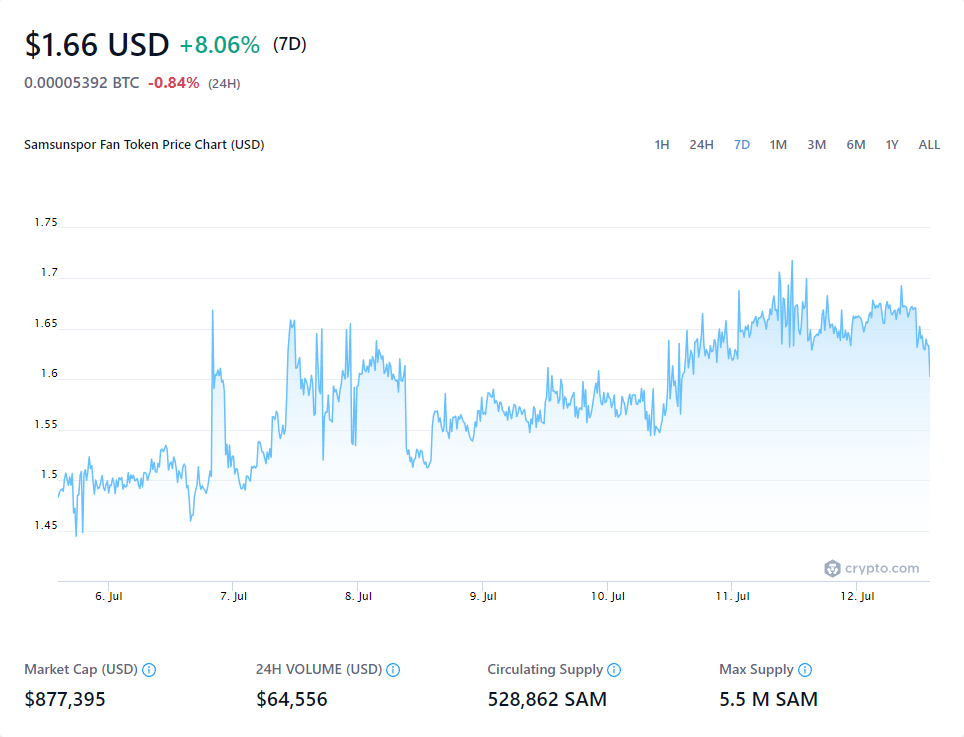 $1.66 USD +8.06% (7D)
0.00005392 BTC -0.84% (24H)
Samsunspor Fan Token Price Chart (USD) 1H 24H 7D 1M 3M 6M 1Y ALL
1.75
1.7
1.65
1.6
1.55
1.5
1.45
crypto.com
6. Jul 7. Jul 8. Jul 9. Jul 10. Jul 11. Jul 12. Jul
Market Cap (USD) 24H VOLUME (USD) Circulating Supply Max Supply
$877,395 $64,556 528,862 SAM 5.5 M SAM